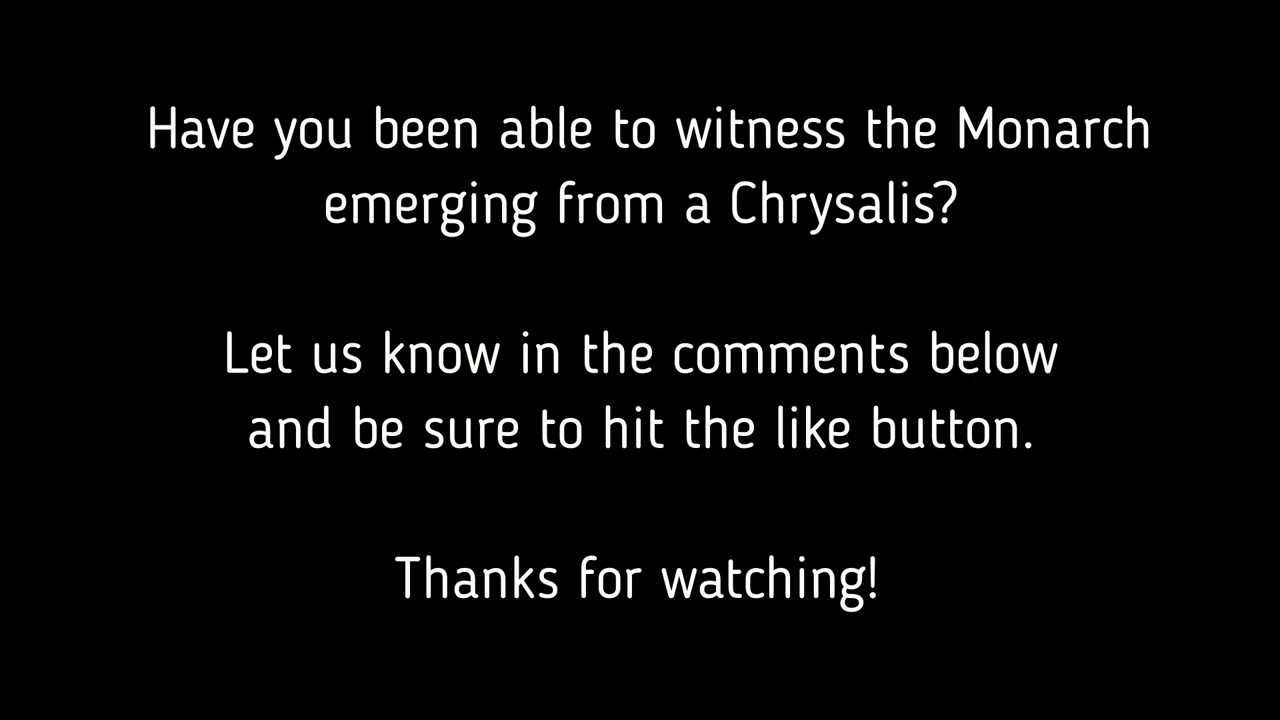 Have you been able to witness the Monarch
emerging from a Chrysalis?
Let us know in the comments below
and be sure to hit the like button.
Thanks for watching!